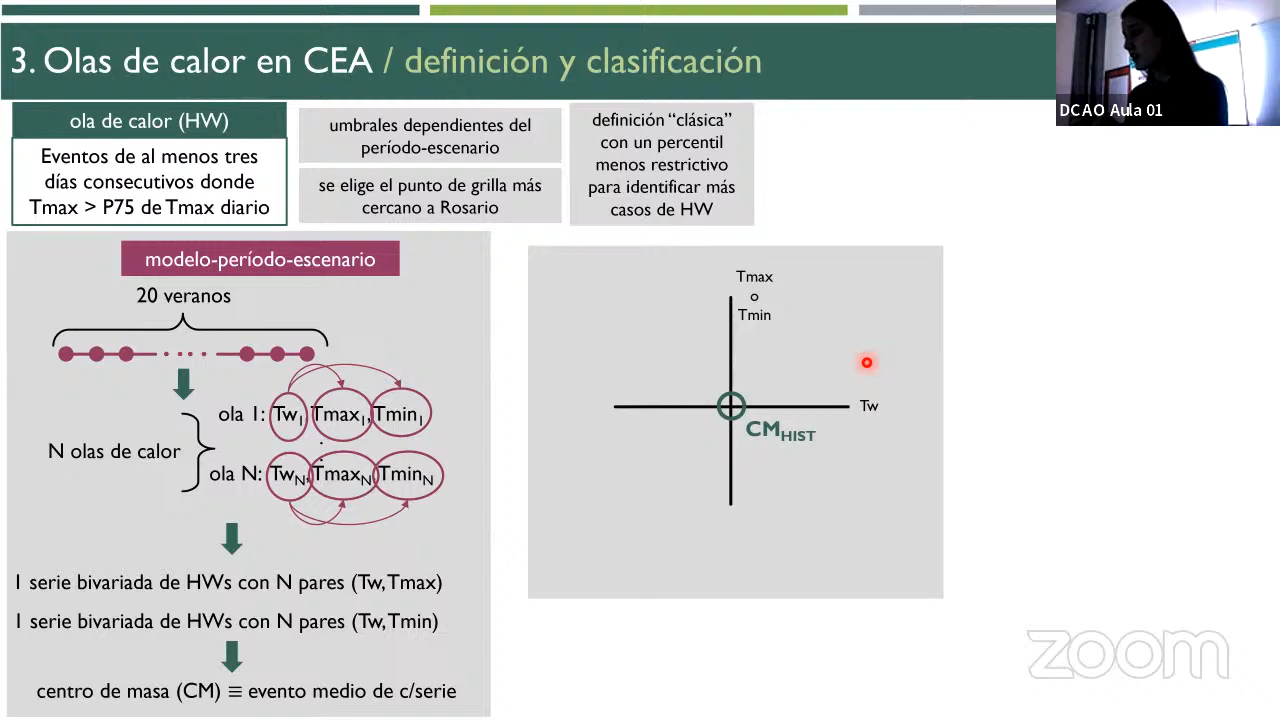 3. Olas de calor en CEA / definición y clasificación
DCAO Aula 01
ola de calor (HW)
Eventos de al menos tres
días consecutivos donde
Tmax > P75 de Tmax diario
umbrales dependientes del
período-escenario
se elige el punto de grilla más
cercano a Rosario
definición “clásica”
con un percentil
menos restrictivo
para identificar más
casos de HW
modelo-período-escenario
20 veranos
N olas de calor
ola 1: Tw1, Tmax1, Tmin1
ola N: TwN, TmaxN, TminN
1 serie bivariada de HWs con N pares (Tw,Tmax)
1 serie bivariada de HWs con N pares (Tw,Tmin)
centro de masa (CM) ≡ evento medio de c/serie
Tmax
o
Tmin
Tw
CMHIST
zoom